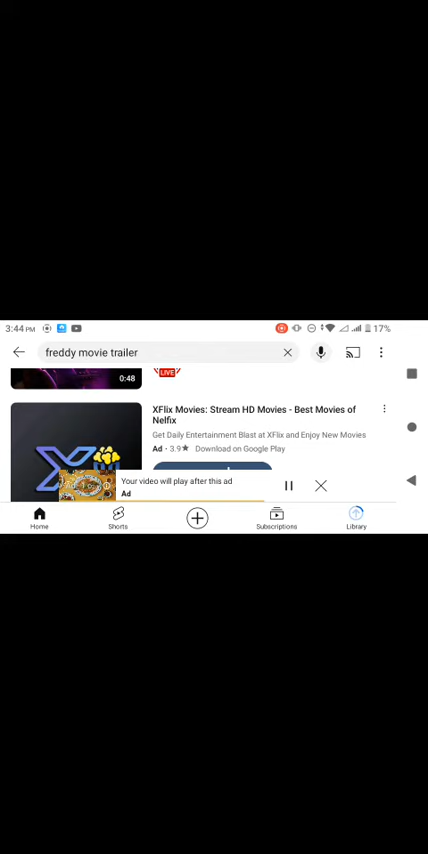 3:44 PM 17%
freddy movie trailer
0:48
LIVE
XFlix Movies: Stream HD Movies - Best Movies of
Nelfix
Get Daily Entertainment Blast at XFlix and Enjoy New Movies
Ad · 3.9★ Download on Google Play
Your video will play after this ad
Ad
Home
Shorts
Subscriptions
Library